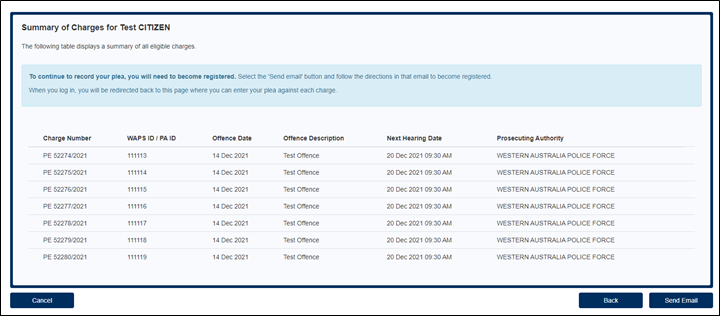 Summary of Charges for Test CITIZEN
The following table displays a summary of all eligible charges.
To continue to record your plea, you will need to become registered. Select the 'Send email' button and follow the directions in that email to become registered.
When you log in, you will be redirected back to this page where you can enter your plea against each charge.
Charge Number WAPS ID / PA ID Offence Date Offence Description Next Hearing Date Prosecuting Authority
PE 52274/2021 111113 14 Dec 2021 Test Offence 20 Dec 2021 09:30 AM WESTERN AUSTRALIA POLICE FORCE
PE 52275/2021 111114 14 Dec 2021 Test Offence 20 Dec 2021 09:30 AM WESTERN AUSTRALIA POLICE FORCE
PE 52276/2021 111115 14 Dec 2021 Test Offence 20 Dec 2021 09:30 AM WESTERN AUSTRALIA POLICE FORCE
PE 52277/2021 111116 14 Dec 2021 Test Offence 20 Dec 2021 09:30 AM WESTERN AUSTRALIA POLICE FORCE
PE 52278/2021 111117 14 Dec 2021 Test Offence 20 Dec 2021 09:30 AM WESTERN AUSTRALIA POLICE FORCE
PE 52279/2021 111118 14 Dec 2021 Test Offence 20 Dec 2021 09:30 AM WESTERN AUSTRALIA POLICE FORCE
PE 52280/2021 111119 14 Dec 2021 Test Offence 20 Dec 2021 09:30 AM WESTERN AUSTRALIA POLICE FORCE
Cancel Back Send Email